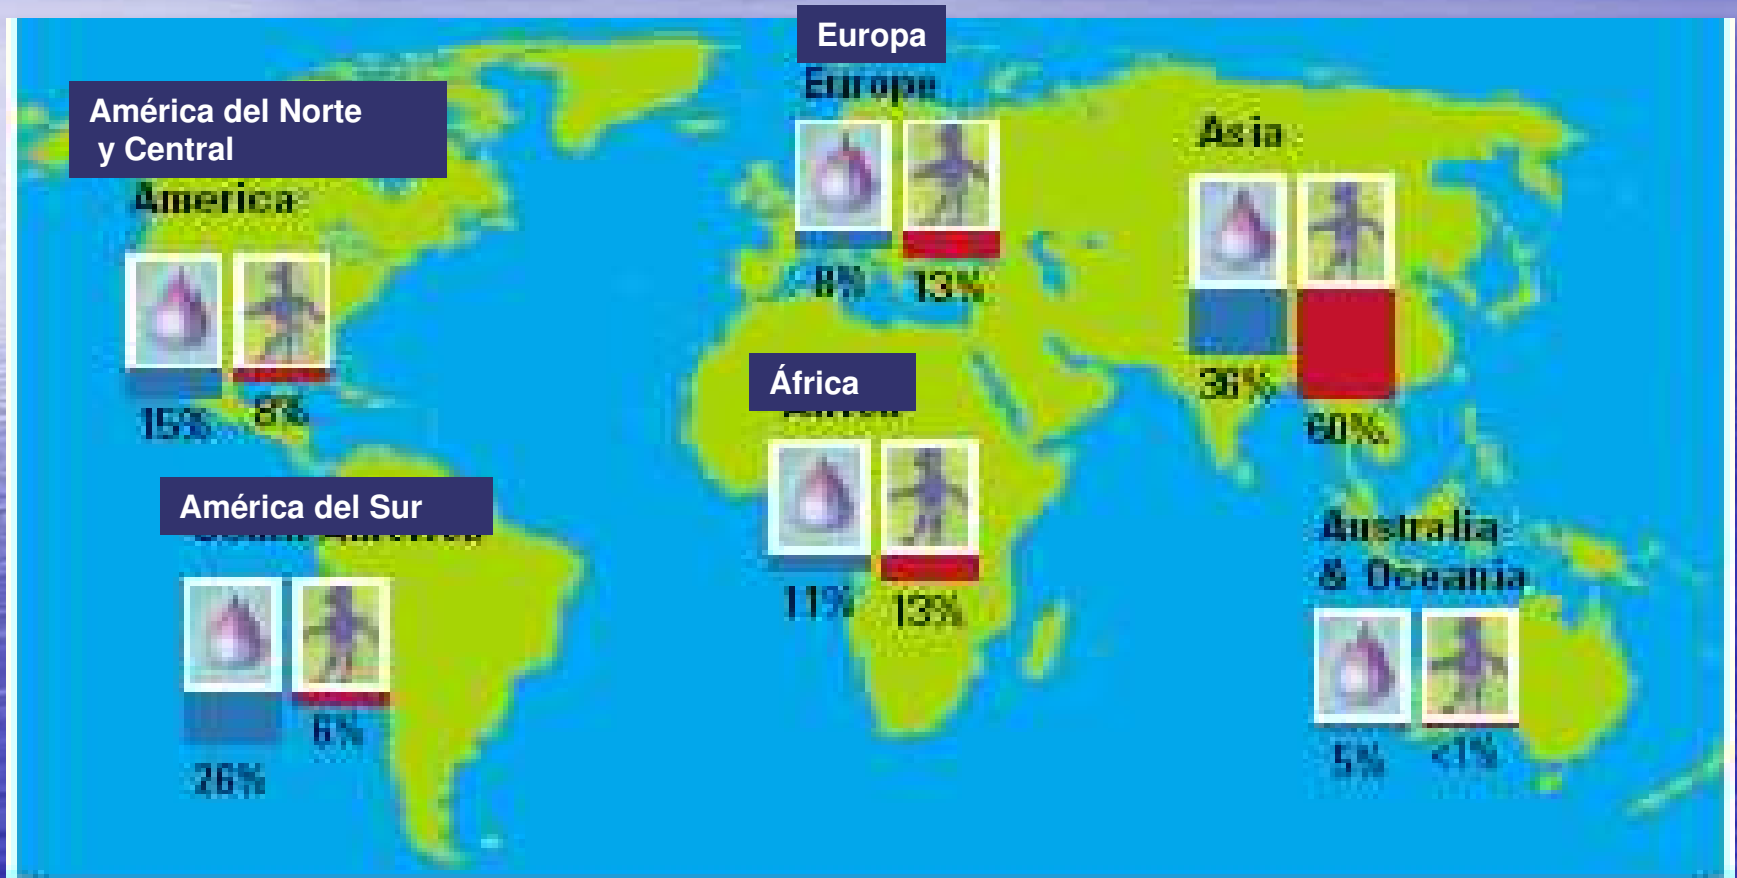 América del Norte
y Central
America
15% 8%
Europa
Europe
8% 13%
Asia
36%
60%
África
11% 13%
América del Sur
6%
26%
Australia
& Oceania
5% <1%